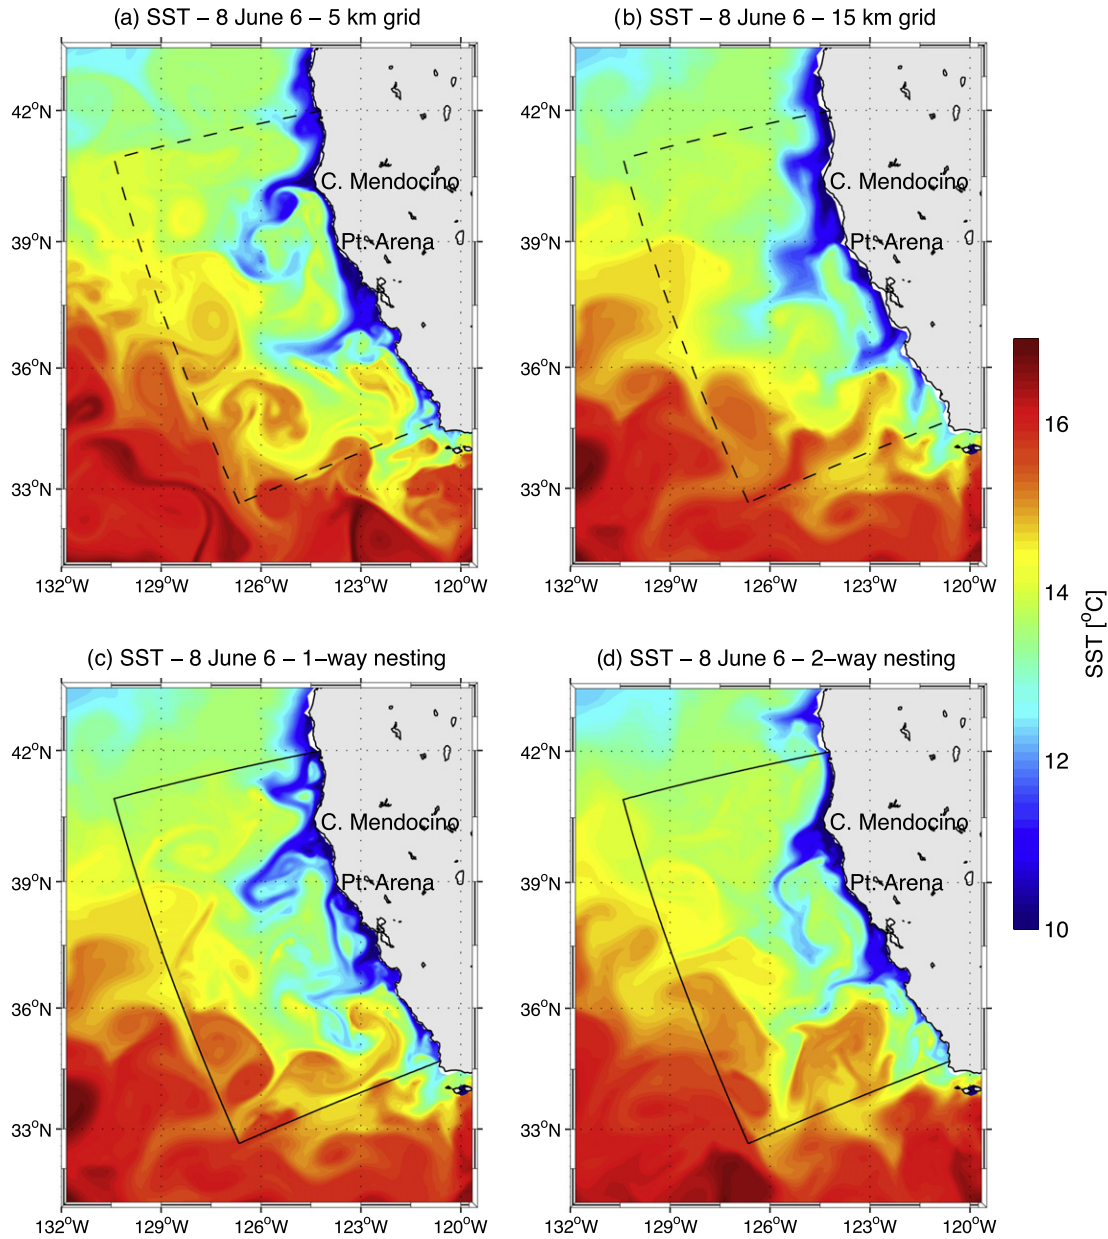 (a) SST – 8 June 6 – 5 km grid
(b) SST – 8 June 6 – 15 km grid
42°N
39°N
36°N
33°N
132°W
129°W
126°W
123°W
120°W
C. Mendocino
Pt. Arena
42°N
39°N
36°N
33°N
132°W
129°W
126°W
123°W
120°W
C. Mendocino
Pt. Arena
(c) SST – 8 June 6 – 1–way nesting
(d) SST – 8 June 6 – 2–way nesting
42°N
39°N
36°N
33°N
132°W
129°W
126°W
123°W
120°W
C. Mendocino
Pt. Arena
42°N
39°N
36°N
33°N
132°W
129°W
126°W
123°W
120°W
C. Mendocino
Pt. Arena
16
14
12
10
SST [°C]